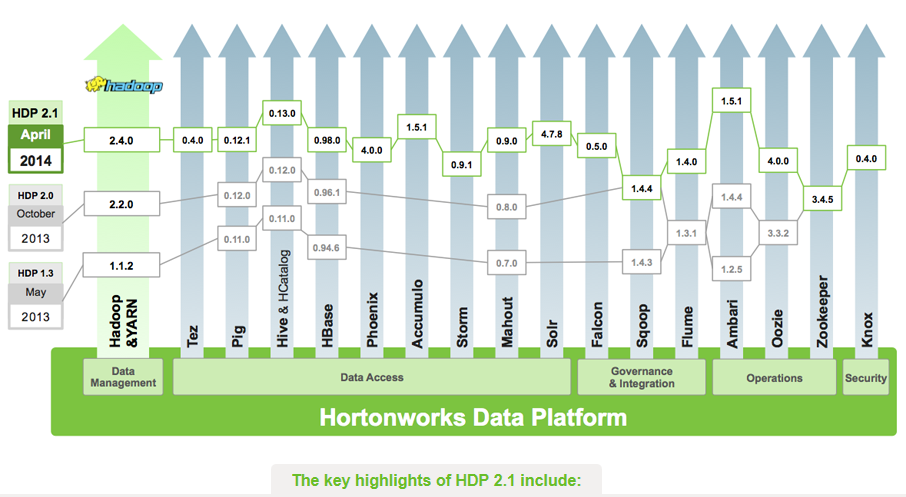 hadoop
HDP 2.1
April
2014
2.4.0
0.4.0
0.12.1
0.13.0
0.98.0
4.0.0
1.5.1
0.9.1
0.9.0
4.7.8
0.5.0
1.4.4
1.4.0
1.5.1
4.0.0
3.4.5
0.4.0
HDP 2.0
October
2013
2.2.0
0.12.0
0.12.0
0.96.1
0.8.0
1.4.4
HDP 1.3
May
2013
1.1.2
0.11.0
0.11.0
0.94.6
0.7.0
1.4.3
1.3.1
1.2.5
3.3.2
Hadoop
&YARN
Tez
Pig
Hive & HCatalog
HBase
Phoenix
Accumulo
Storm
Mahout
Solr
Falcon
Sqoop
Flume
Ambari
Oozie
Zookeeper
Knox
Data
Management
Data Access
Governance
& Integration
Operations
Security
Hortonworks Data Platform
The key highlights of HDP 2.1 include: